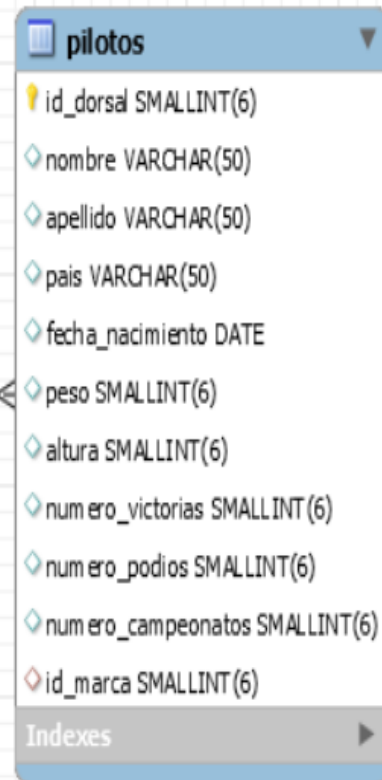 pilotos
id_dorsal SMALLINT(6)
nombre VARCHAR(50)
apellido VARCHAR(50)
pais VARCHAR(50)
fecha_nacimiento DATE
peso SMALLINT(6)
altura SMALLINT(6)
numero_victorias SMALLINT(6)
numero_podios SMALLINT(6)
numero_campeonatos SMALLINT(6)
id_marca SMALLINT(6)
Indexes